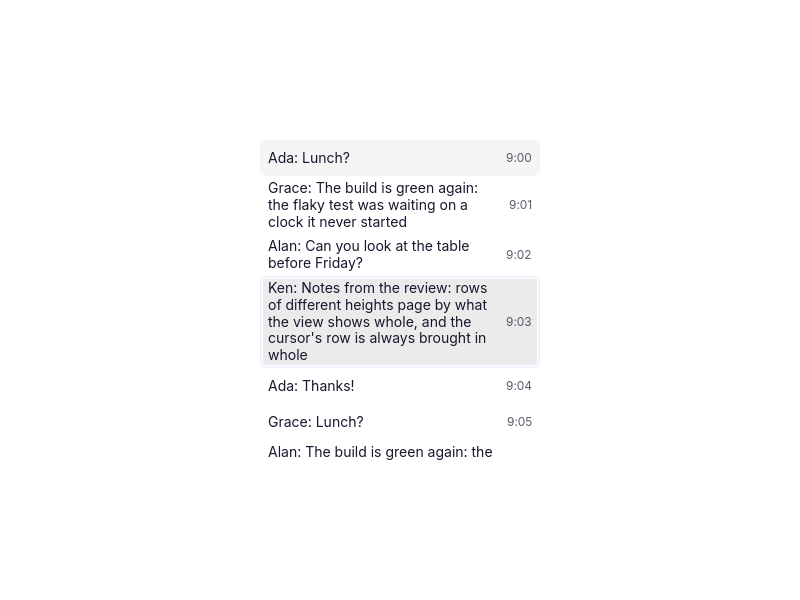 Ada: Lunch? 9:00
Grace: The build is green again:
the flaky test was waiting on a 9:01
clock it never started
Alan: Can you look at the table 9:02
before Friday?
Ken: Notes from the review: rows
of different heights page by what
the view shows whole, and the 9:03
cursor's row is always brought in
whole
Ada: Thanks! 9:04
Grace: Lunch? 9:05
Alan: The build is green again: the